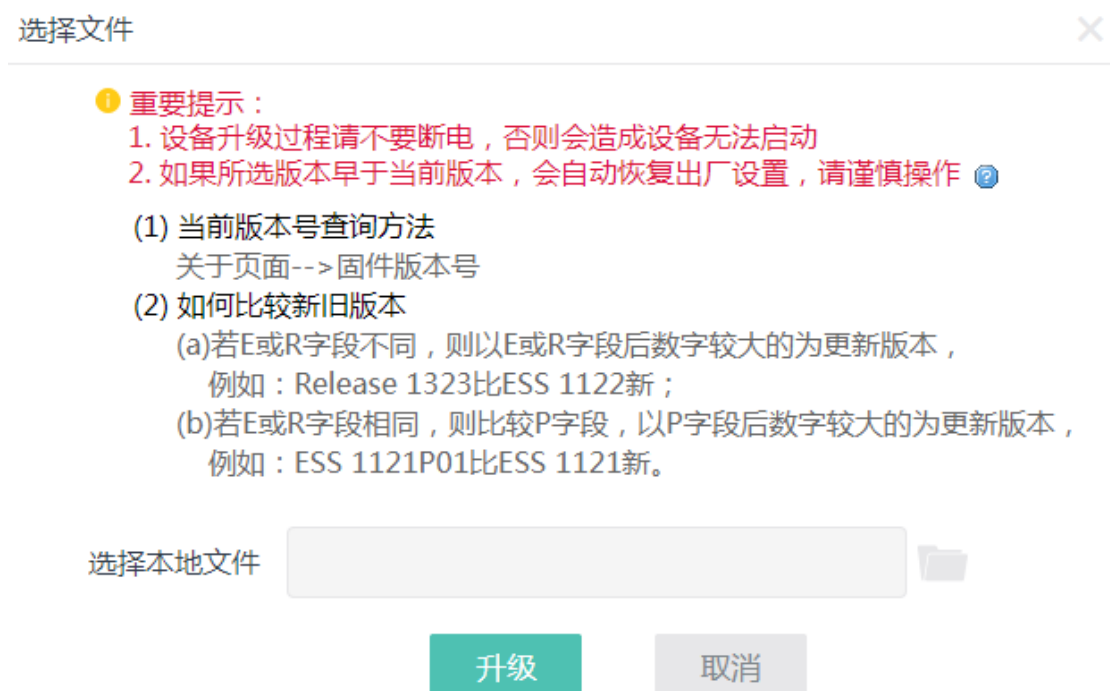 选择文件
重要提示：
1. 设备升级过程请不要断电，否则会造成设备无法启动
2. 如果所选版本早于当前版本，会自动恢复出厂设置，请谨慎操作
(1) 当前版本号查询方法
关于页面-->固件版本号
(2) 如何比较新旧版本
(a)若E或R字段不同，则以E或R字段后数字较大的为更新版本，
例如：Release 1323比ESS 1122新；
(b)若E或R字段相同，则比较P字段，以P字段后数字较大的为更新版本，
例如：ESS 1121P01比ESS 1121新。
选择本地文件
升级 取消